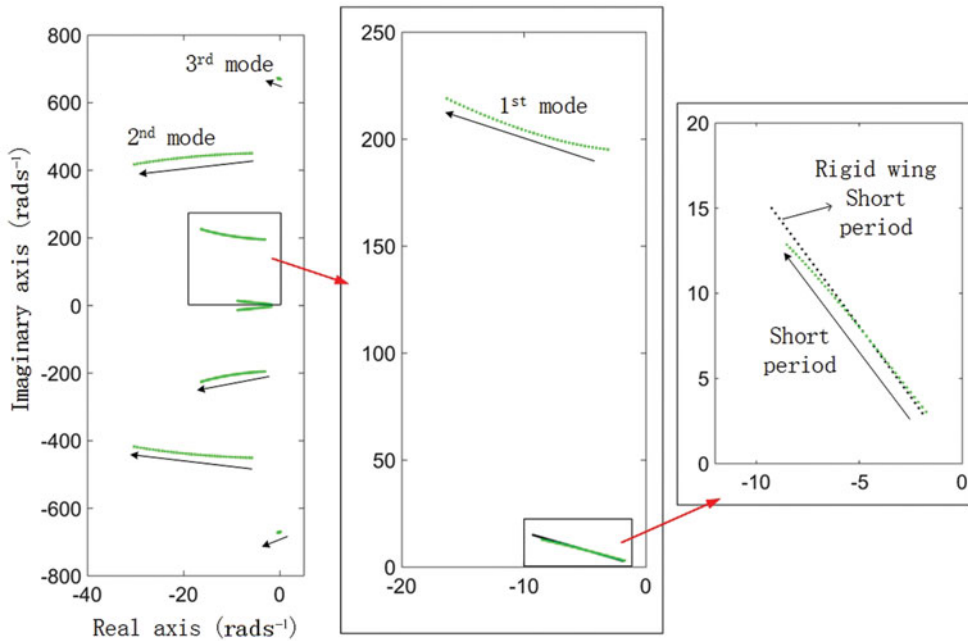 800
600
400
200
0
-200
-400
-600
-800
-40
-20
0
Imaginary axis (rads⁻¹)
Real axis (rads⁻¹)
3rd mode
2nd mode
250
200
150
100
50
0
-20
-10
0
1st mode
20
15
10
5
0
-10
-5
0
Rigid wing
Short
period
Short
period